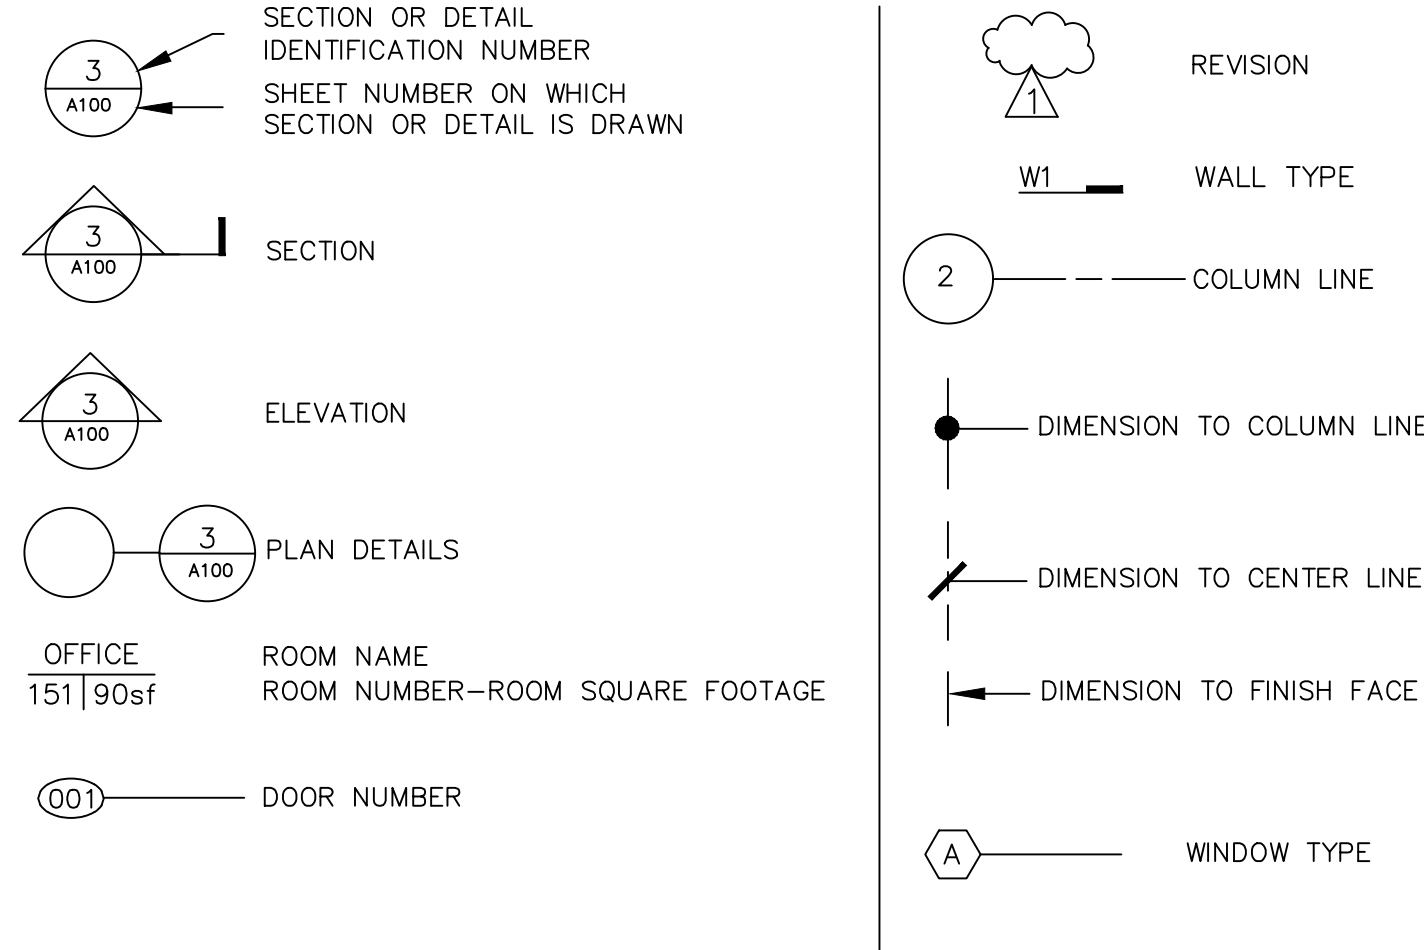 SECTION OR DETAIL
IDENTIFICATION NUMBER
3
A100
SHEET NUMBER ON WHICH
SECTION OR DETAIL IS DRAWN
3
A100
SECTION
3
A100
ELEVATION
3
A100
PLAN DETAILS
OFFICE
151 90sf
ROOM NAME
ROOM NUMBER-ROOM SQUARE FOOTAGE
001
DOOR NUMBER
1
REVISION
W1
WALL TYPE
2
COLUMN LINE
DIMENSION TO COLUMN LINE
DIMENSION TO CENTER LINE
DIMENSION TO FINISH FACE
A
WINDOW TYPE